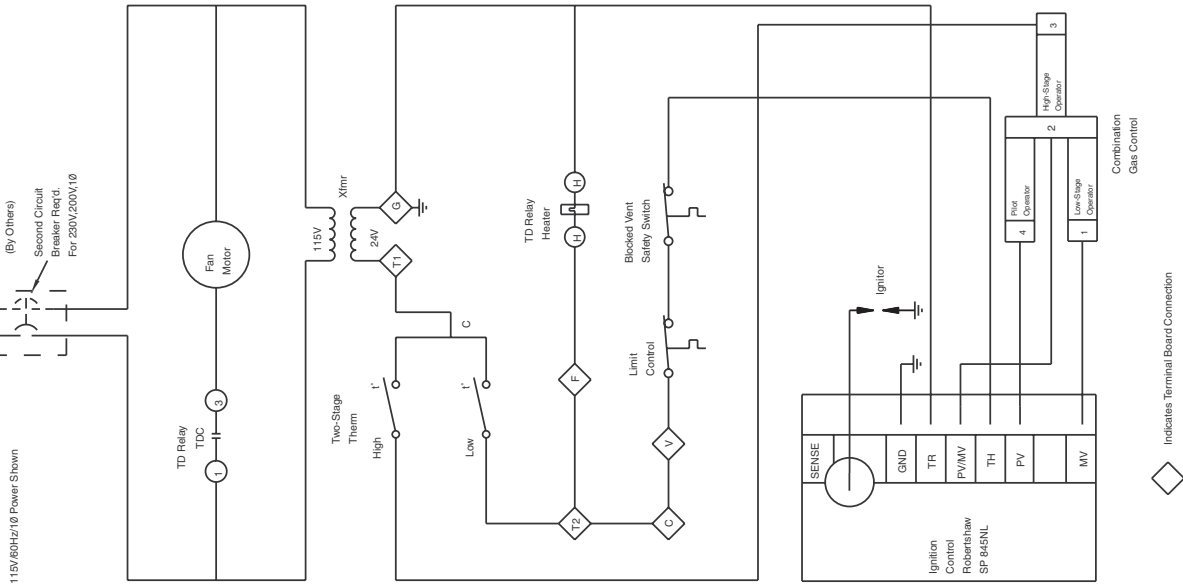 (By Others)
Second Circuit
Breaker Req'd.
For 230V,200V,1Ø
115V/60Hz/1Ø Power Shown
Fan
Motor
TD Relay
TDC
1
3
Xfmr
115V
24V
T1
G
C
Two-Stage
Therm
High
t'
Low
t'
TD Relay
Heater
H
H
F
T2
Blocked Vent
Safety Switch
Limit
Control
V
C
3
High-Stage
Operator
2
Pilot
Operator
4
Low-Stage
Operator
1
Combination
Gas Control
Ignitor
SENSE
GND
TR
PV/MV
TH
PV
MV
Ignition
Control
Robertshaw
SP 845NL
Indicates Terminal Board Connection